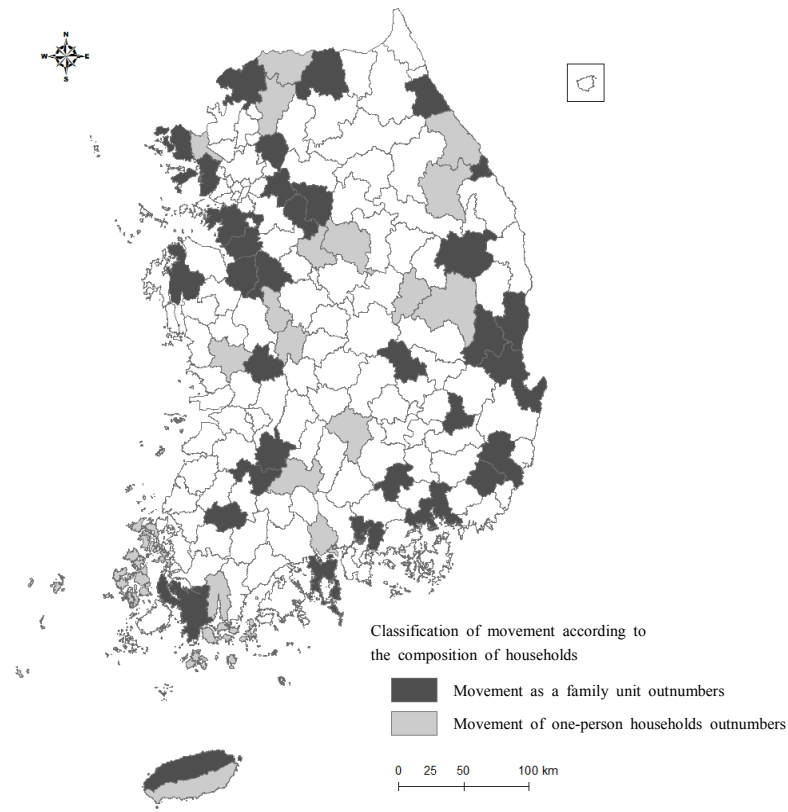 N
W E
S
Classification of movement according to
the composition of households
Movement as a family unit outnumbers
Movement of one-person households outnumbers
0 25 50 100 km